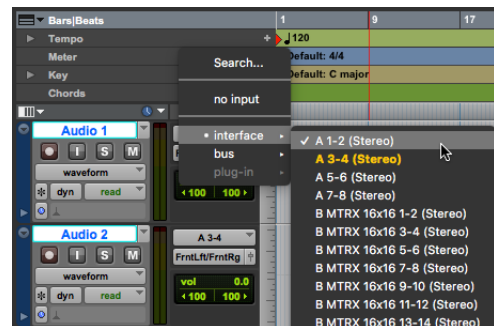 Bars|Beats
1 9 17
Tempo + 120
Meter Default: 4/4
Key Default: C major
Chords
Search...
no input
interface
bus
plug-in
✓ A 1-2 (Stereo)
A 3-4 (Stereo)
A 5-6 (Stereo)
A 7-8 (Stereo)
B MTRX 16x16 1-2 (Stereo)
B MTRX 16x16 3-4 (Stereo)
B MTRX 16x16 5-6 (Stereo)
B MTRX 16x16 7-8 (Stereo)
B MTRX 16x16 9-10 (Stereo)
B MTRX 16x16 11-12 (Stereo)
B MTRX 16x16 13-14 (Stereo)
Audio 1
I S M
waveform
dyn read
100 100
Audio 2
A 3-4
I S M
FrntLft/FrntRg
waveform
vol 0.0
dyn read
100 100